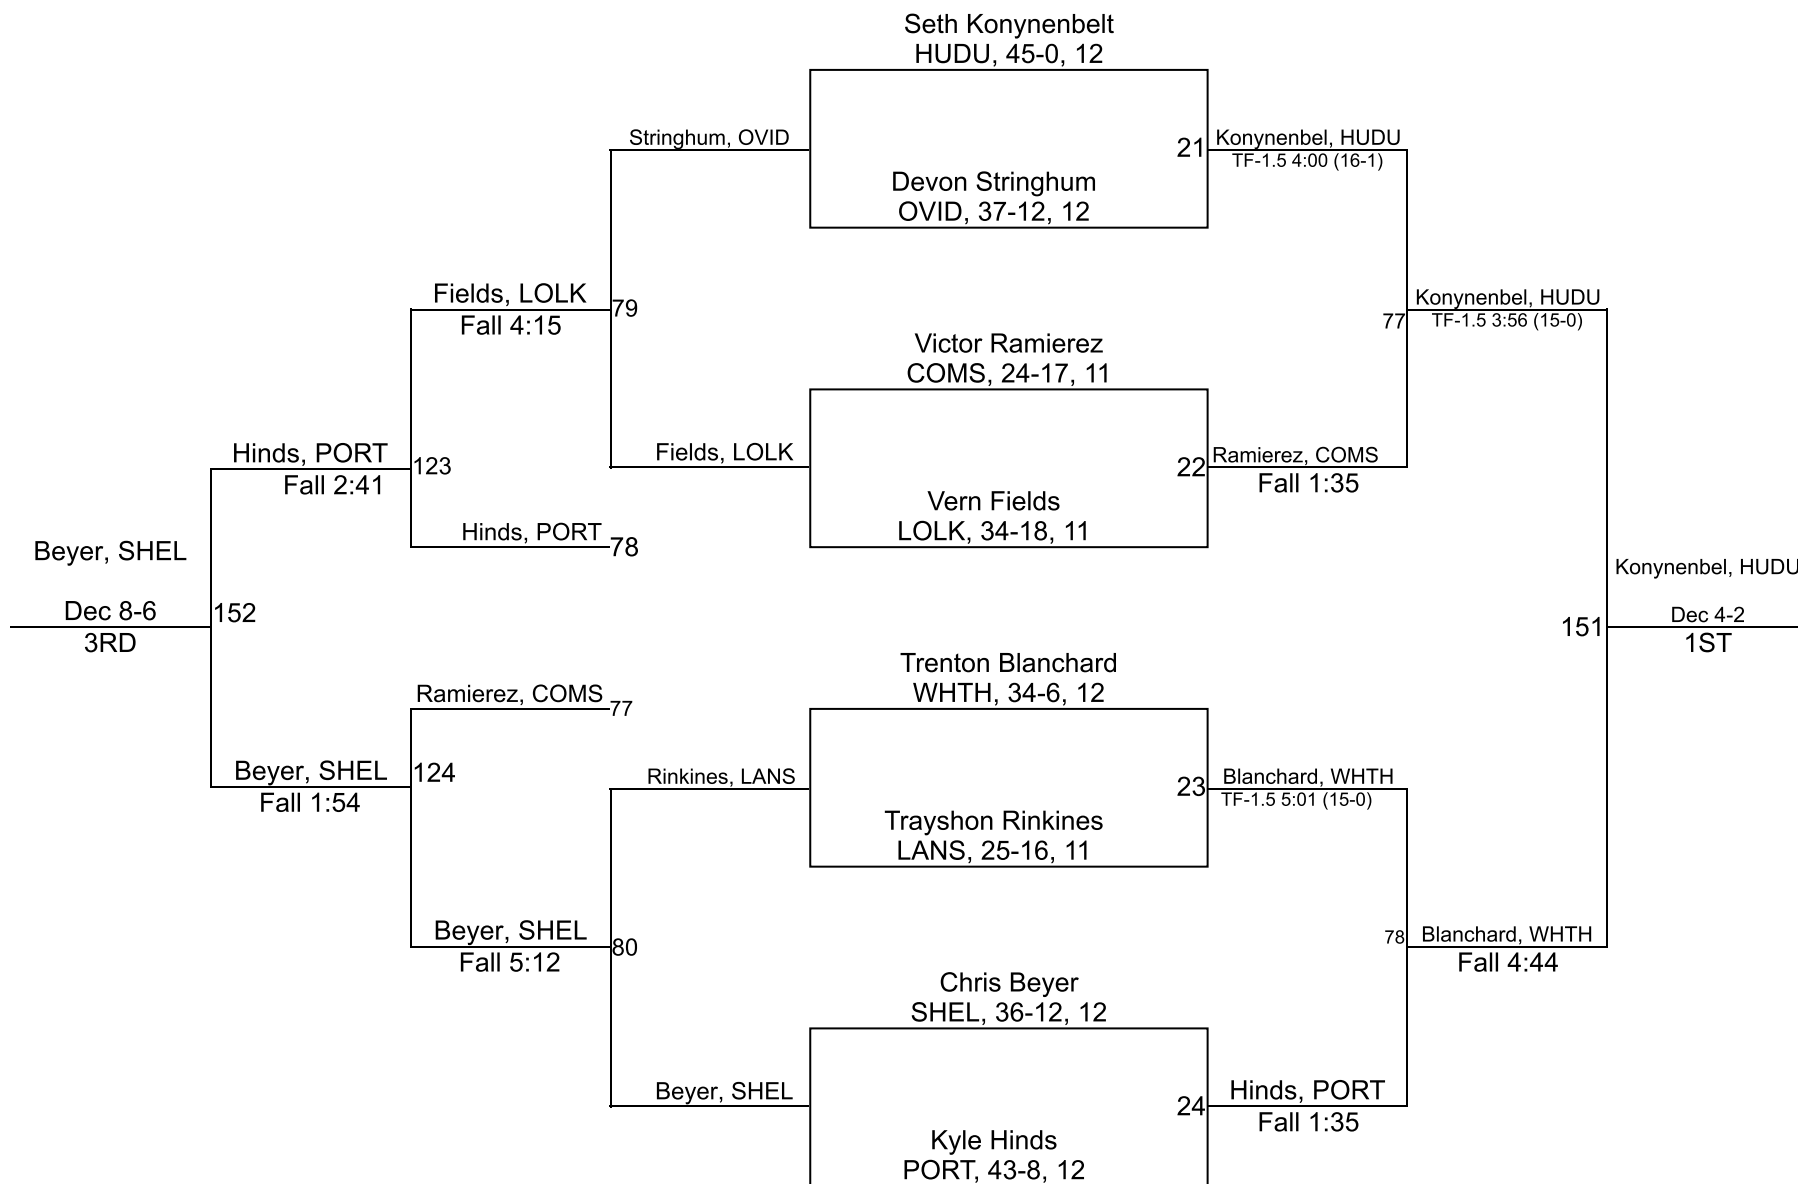 Seth Konynenbelt
HUDU, 45-0, 12
Stringhum, OVID
21
Konynenbel, HUDU
TF-1.5 4:00 (16-1)
Devon Stringhum
OVID, 37-12, 12
Fields, LOLK
79
Fall 4:15
Konynenbel, HUDU
77
TF-1.5 3:56 (15-0)
Victor Ramierez
COMS, 24-17, 11
Hinds, PORT
123
Fall 2:41
Fields, LOLK
22
Ramierez, COMS
Fall 1:35
Vern Fields
LOLK, 34-18, 11
Hinds, PORT
78
Beyer, SHEL
Konynenbel, HUDU
Dec 8-6
152
3RD
151
Dec 4-2
1ST
Trenton Blanchard
WHTH, 34-6, 12
Ramierez, COMS
77
Beyer, SHEL
124
Fall 1:54
Rinkines, LANS
23
Blanchard, WHTH
TF-1.5 5:01 (15-0)
Trayshon Rinkines
LANS, 25-16, 11
Beyer, SHEL
80
Fall 5:12
78
Blanchard, WHTH
Fall 4:44
Chris Beyer
SHEL, 36-12, 12
Beyer, SHEL
24
Hinds, PORT
Fall 1:35
Kyle Hinds
PORT, 43-8, 12